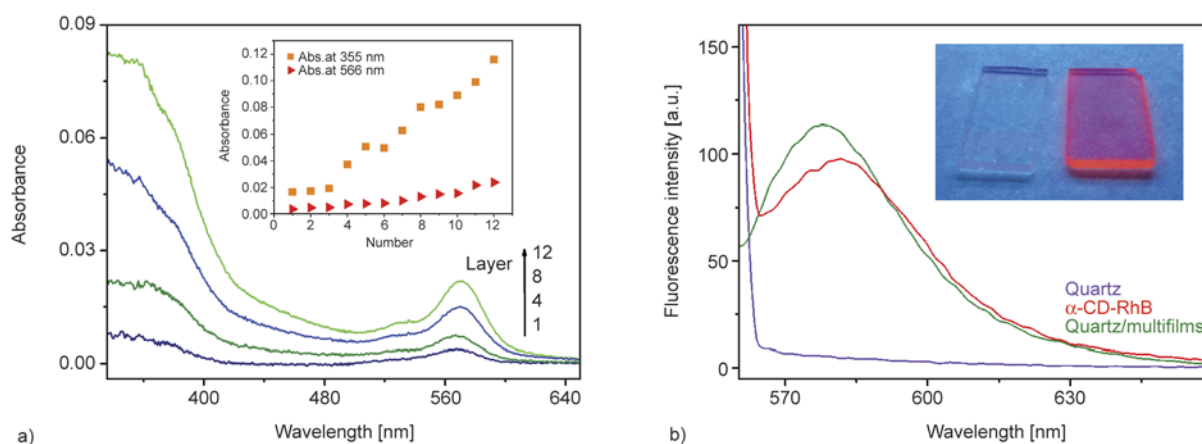 0.09
0.06
0.03
0.00
Absorbance
400
480
560
640
Wavelength [nm]
a)
0.12
0.10
0.08
0.06
0.04
0.02
0.00
Absorbance
Abs.at 355 nm
Abs.at 566 nm
0
2
4
6
8
10
12
Number
Layer
12
8
4
1
150
100
50
0
Fluorescence intensity [a.u.]
Quartz
α-CD-RhB
Quartz/multifilms
570
600
630
Wavelength [nm]
b)